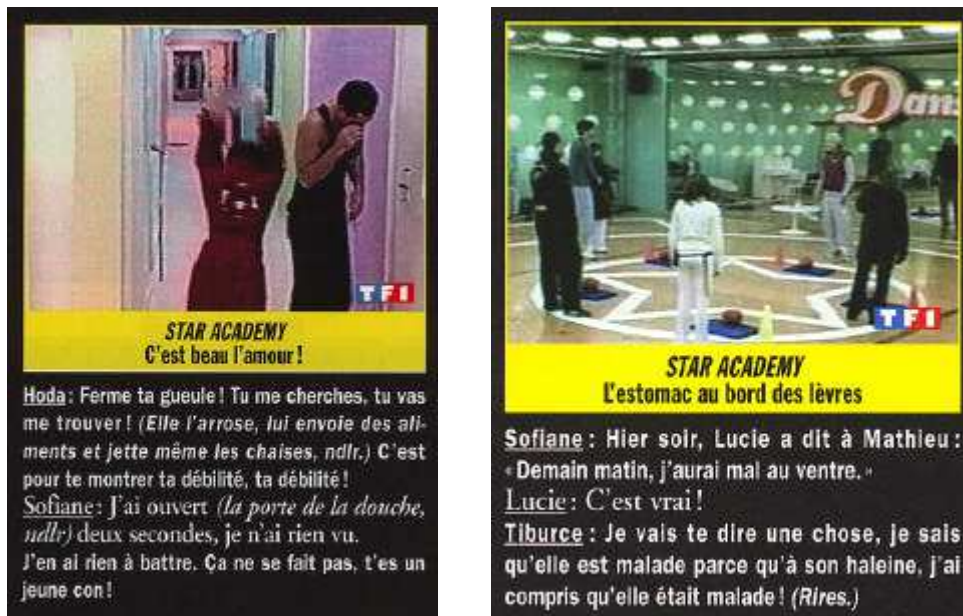 TF1
STAR ACADEMY
C'est beau l'amour !
Hoda : Ferme ta gueule ! Tu me cherches, tu vas
me trouver ! (Elle l'arrose, lui envoie des ali-
ments et jette même les chaises, ndlr.) C'est
pour te montrer ta débilité, ta débilité !
Sofiane : J'ai ouvert (la porte de la douche,
ndlr) deux secondes, je n'ai rien vu.
J'en ai rien à battre. Ça ne se fait pas, t'es un
jeune con !
Dans
TF1
STAR ACADEMY
L'estomac au bord des lèvres
Sofiane : Hier soir, Lucie a dit à Mathieu :
« Demain matin, j'aurai mal au ventre. »
Lucie : C'est vrai !
Tiburce : Je vais te dire une chose, je sais
qu'elle est malade parce qu'à son haleine, j'ai
compris qu'elle était malade ! (Rires.)